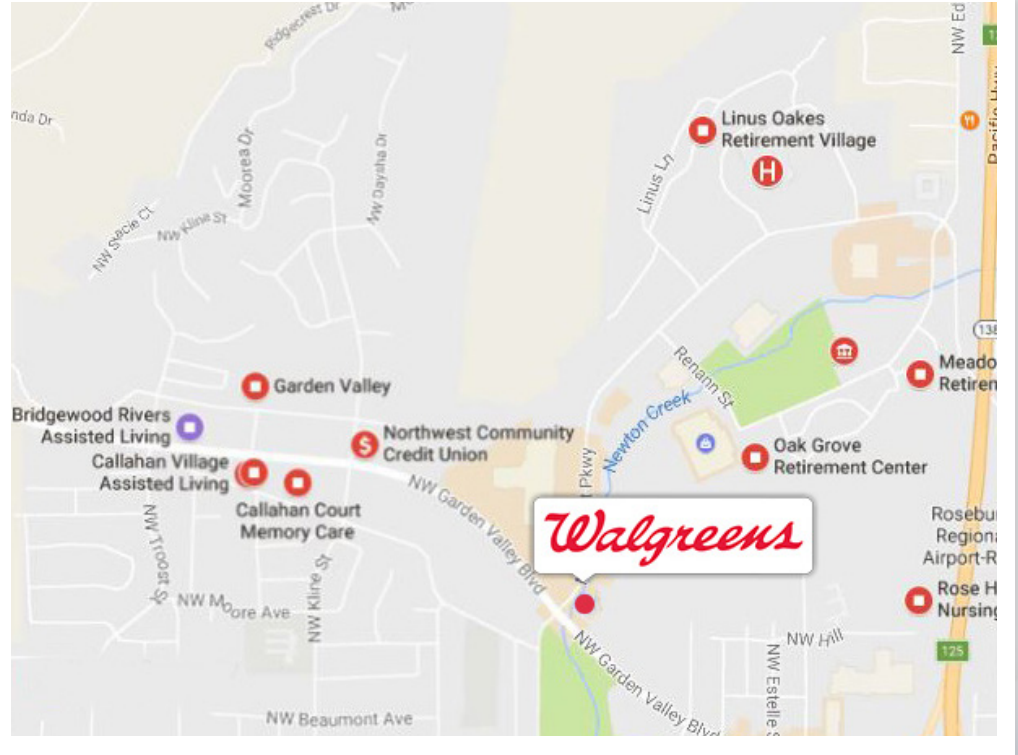 Ridgecrest Dr
NW Ed
Linus Oakes
Retirement Village
H
nda Dr
Moorea Dr
NW Daysha Dr
Linus Ln
Pacific Hwy
NW Stacie Ct
NW Kline St
138
Renann St
Meado
Retiren
Garden Valley
Newton Creek
Bridgewood Rivers
Assisted Living
$
Northwest Community
Credit Union
Oak Grove
Retirement Center
Callahan Village
Assisted Living
t Pkwy
Callahan Court
Memory Care
NW Garden Valley Blvd
Walgreens
Rosebu
Regiona
Airport-R
NW Troost St
NW Moore Ave
NW Kline St
Rose H
Nursing
NW Hill
125
NW Estelle S
NW Garden Valley Blvd
NW Beaumont Ave